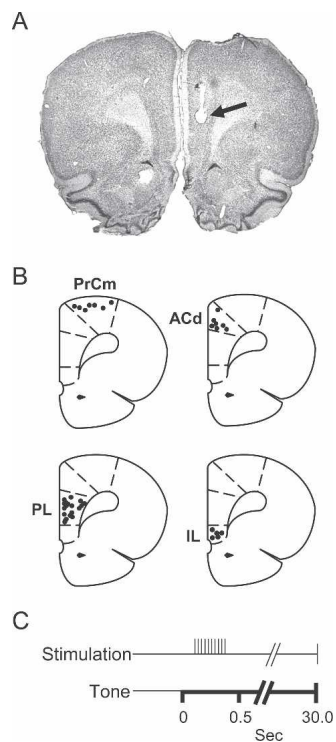 A
B
PrCm
ACd
PL
IL
C
Stimulation
Tone
0 0.5 30.0
Sec